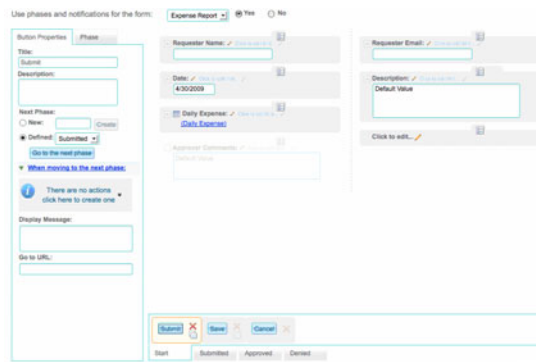 Use phases and notifications for the form: Expense Report Yes No
Button Properties Phase
Title:
Submit
Description:
Next Phase:
New: Create
Defined: Submitted
Go to the next phase
When moving to the next phase:
There are no actions
click here to create one
Display Message:
Go to URL:
Requester Name:
Requester Email:
Date:
4/30/2009
Description:
Default Value
Daily Expense:
(Daily Expense)
Click to edit...
Approver Comments:
Default Value
Submit Save Cancel
Start Submitted Approved Denied